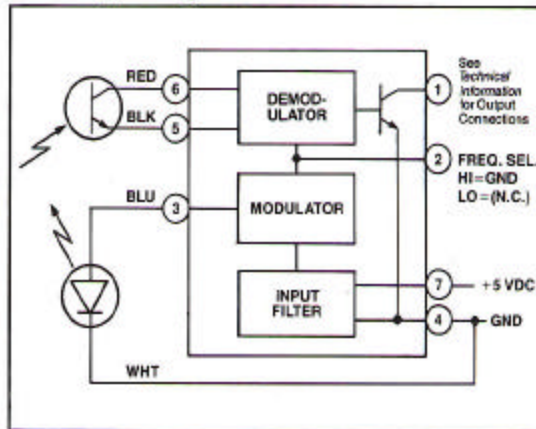 RED
6
DEMOD-
ULATOR
BLK
5
1
See
Technical
Information
for Output
Connections
2
FREQ. SEL.
HI=GND
LO=(N.C.)
BLU
3
MODULATOR
INPUT
FILTER
7
+5 VDC
4
GND
WHT